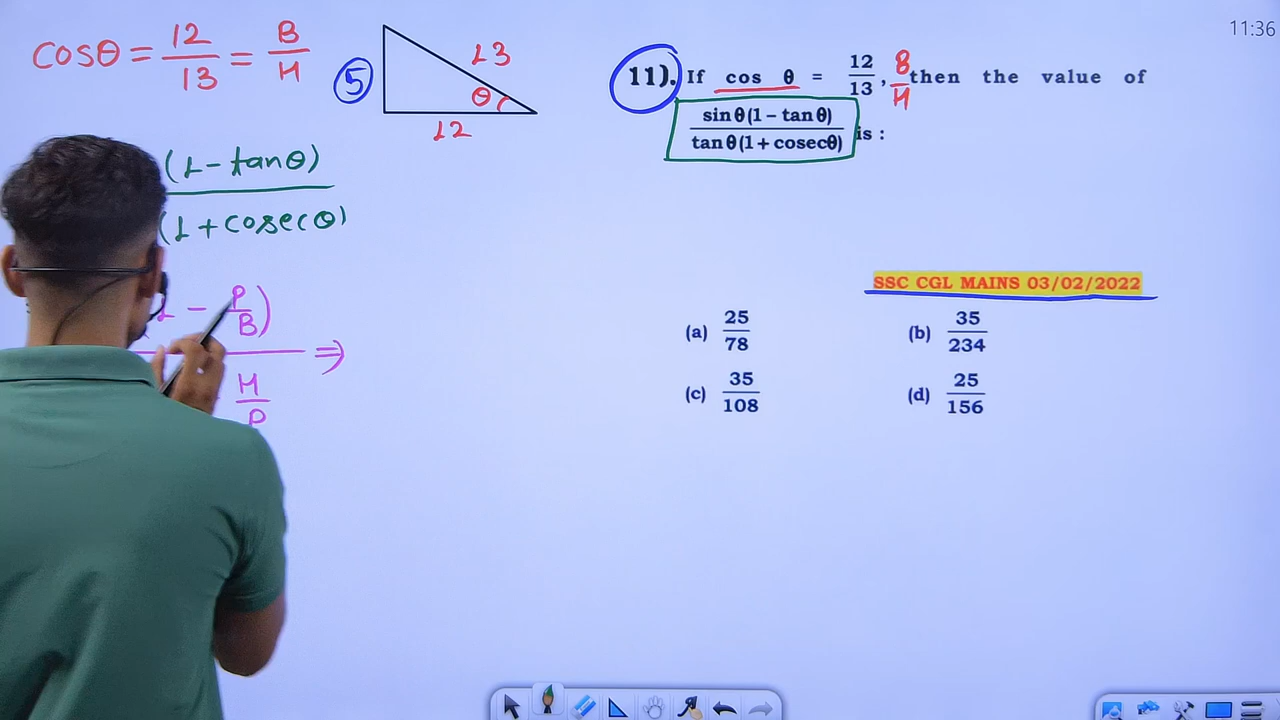 11:36
cosθ = 12/13 = B/H
5
13
θ
12
11). If cos θ = 12/13, B/H then the value of
sinθ(1 – tanθ)/tanθ(1 + cosecθ) is :
(1 - tanθ)
(1 + cosecθ)
SSC CGL MAINS 03/02/2022
1 - P/B) ⇒
H/P
(a) 25/78
(b) 35/234
(c) 35/108
(d) 25/156